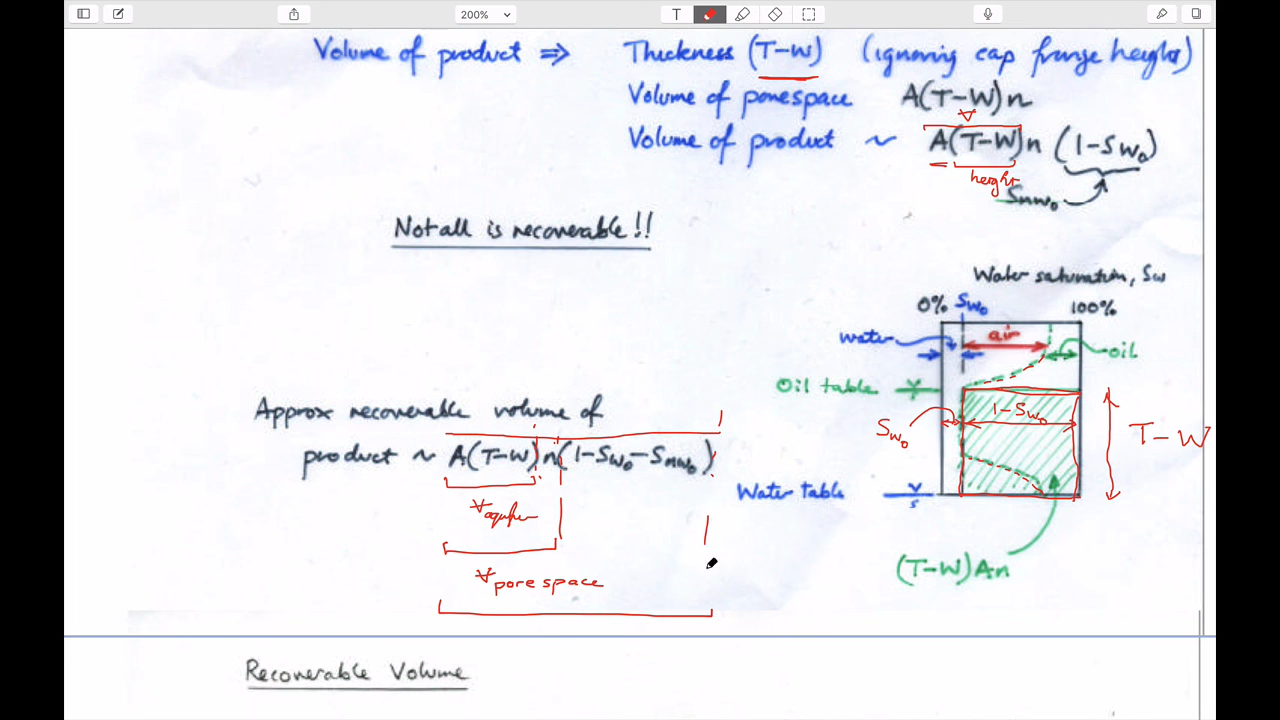 200%
T
Volume of product ⇒ Thickness (T-W) (ignoring cap fringe height)
Volume of porespace A(T-W)n
∀
Volume of product ~ A(T-W)n (1-Sw₀)
height
Snw₀
Not all is recoverable!!
Water saturation, Sw
0% Sw₀ 100%
water air oil
Oil table
Approx recoverable volume of
product ~ A(T-W)n(1-Sw₀-Snw₀)
Sw₀ 1-Sw₀ T-W
Water table
∀aquifer
∀pore space
(T-W)An
Recoverable Volume